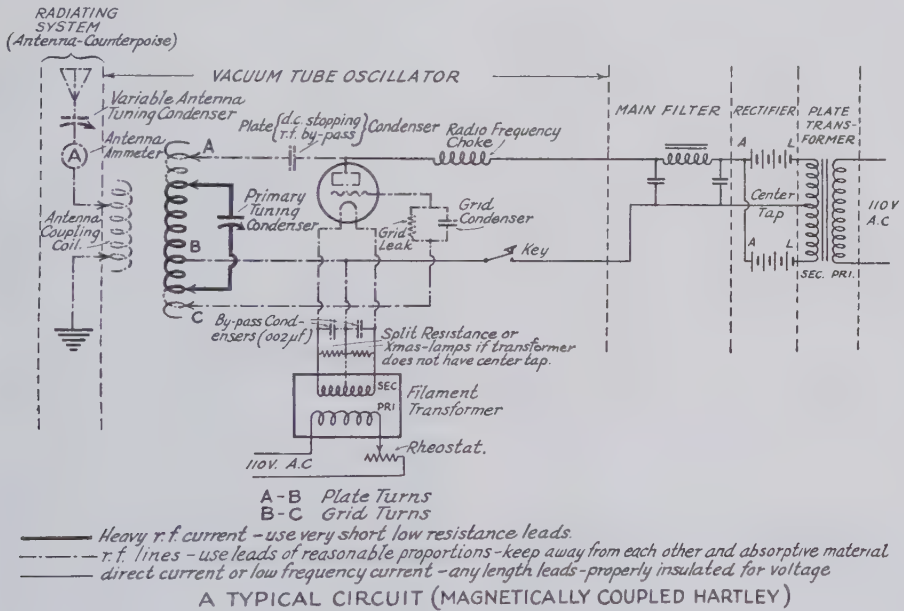 RADIATING
SYSTEM
(Antenna-Counterpoise)
VACUUM TUBE OSCILLATOR
MAIN FILTER
RECTIFIER
PLATE
TRANS-
FORMER
Variable Antenna
Tuning Condenser
Antenna
Ammeter
A
Antenna
Coupling
Coil.
A
B
C
Primary
Tuning
Condenser
Plate {d.c. stopping
r.f. by-pass} Condenser
Radio Frequency
Choke
Grid
Condenser
Grid
Leak
Key
A
L
Center
Tap
A
L
SEC. PRI.
110V
A.C
By-pass Cond-
ensers (002 µf)
Split Resistance or
Xmas-lamps if transformer
does not have center tap.
SEC
PRI
Filament
Transformer
Rheostat.
110V. A.C
A-B Plate Turns
B-C Grid Turns
Heavy r.f. current - use very short low resistance leads.
r.f. lines - use leads of reasonable proportions - keep away from each other and absorptive material
direct current or low frequency current - any length leads - properly insulated for voltage
A TYPICAL CIRCUIT (MAGNETICALLY COUPLED HARTLEY)